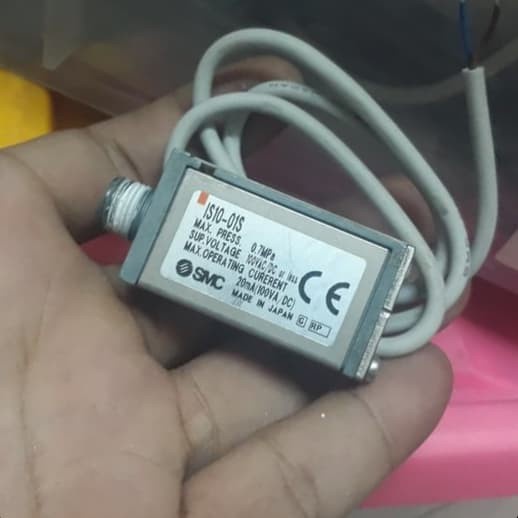 IS10-01S
MAX. PRESS. 0.7MPa
SUP.VOLTAGE 100VAC/DC or less
MAX.OPERATING CURERENT
20mA(100VA, DC)
SMC MADE IN JAPAN
CE
G RP